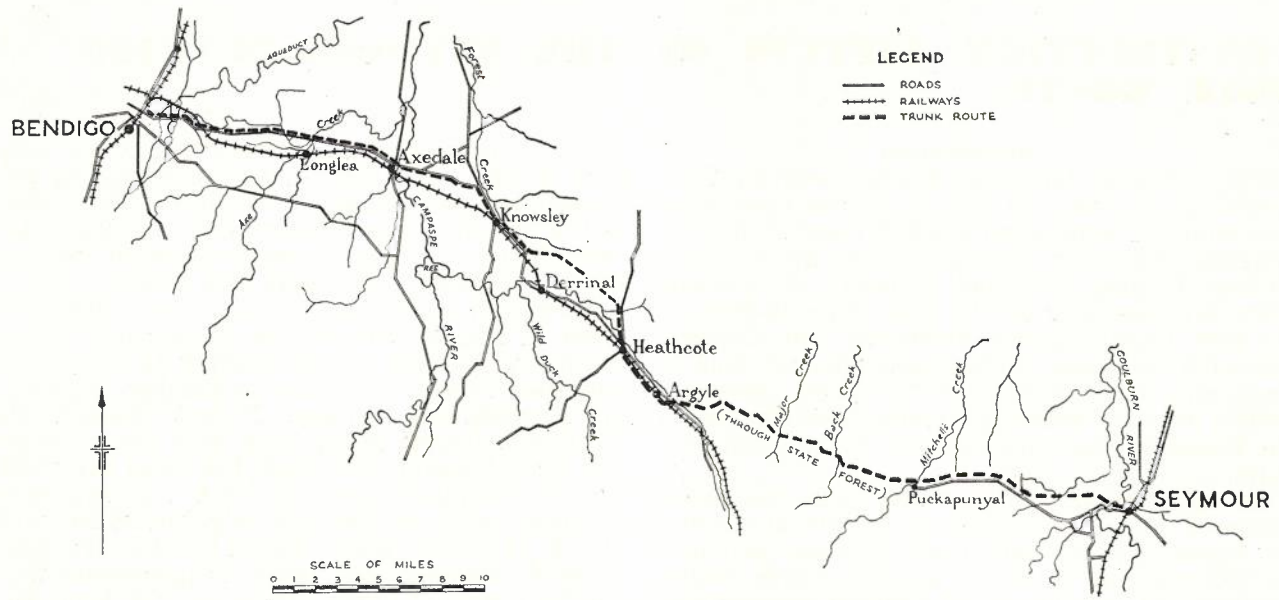 LEGEND
ROADS
RAILWAYS
TRUNK ROUTE
AQUEDUCT
Forest
Creek
BENDIGO
Creek
Longlea
Axedale
Axe
CAMPASPE
RES
RIVER
Knowsley
Derrinal
Wild Duck
Creek
Heathcote
Argyle
(THROUGH STATE FOREST)
Major Creek
Back Creek
Mitchells Creek
GOULBURN
RIVER
Puckapunyal
SEYMOUR
SCALE OF MILES
0 1 2 3 4 5 6 7 8 9 10